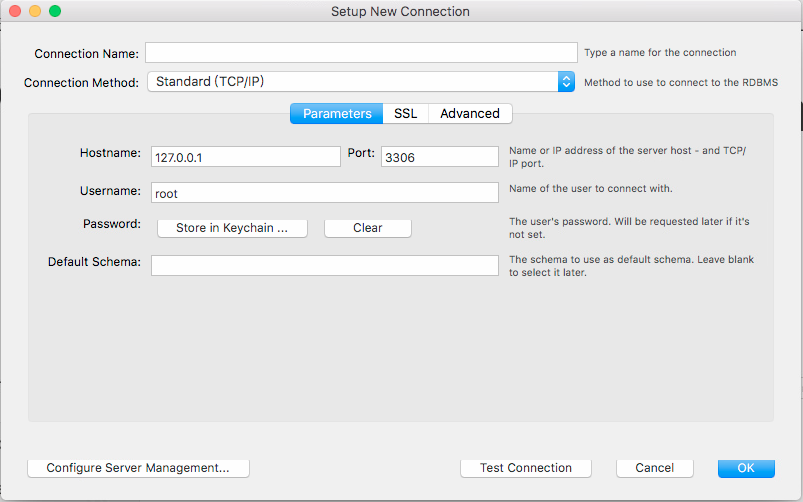 Setup New Connection
Connection Name: Type a name for the connection
Connection Method: Standard (TCP/IP) Method to use to connect to the RDBMS
Parameters SSL Advanced
Hostname: 127.0.0.1 Port: 3306 Name or IP address of the server host - and TCP/
IP port.
Username: root Name of the user to connect with.
Password: Store in Keychain ... Clear The user's password. Will be requested later if it's
not set.
Default Schema: The schema to use as default schema. Leave blank
to select it later.
Configure Server Management... Test Connection Cancel OK